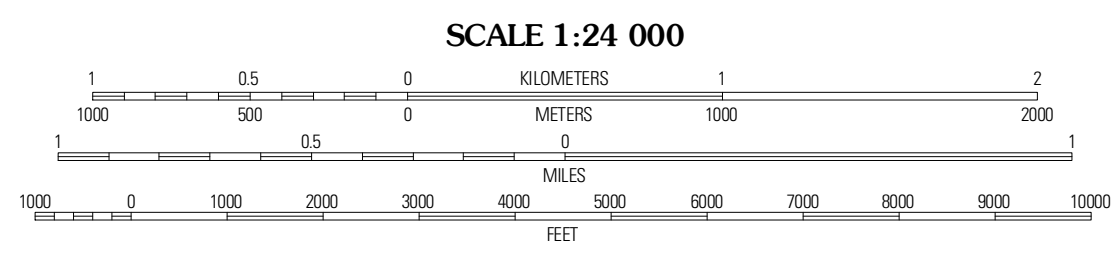 SCALE 1:24 000
1 0.5 0 KILOMETERS 1 2
1000 500 0 METERS 1000 2000
1 0.5 0 1
MILES
1000 0 1000 2000 3000 4000 5000 6000 7000 8000 9000 10000
FEET